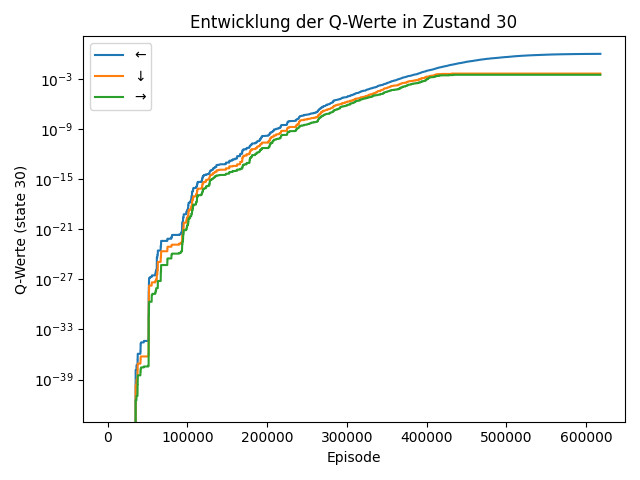 Entwicklung der Q-Werte in Zustand 30
←
↓
→
10⁻³
10⁻⁹
10⁻¹⁵
10⁻²¹
10⁻²⁷
10⁻³³
10⁻³⁹
Q-Werte (state 30)
0 100000 200000 300000 400000 500000 600000
Episode